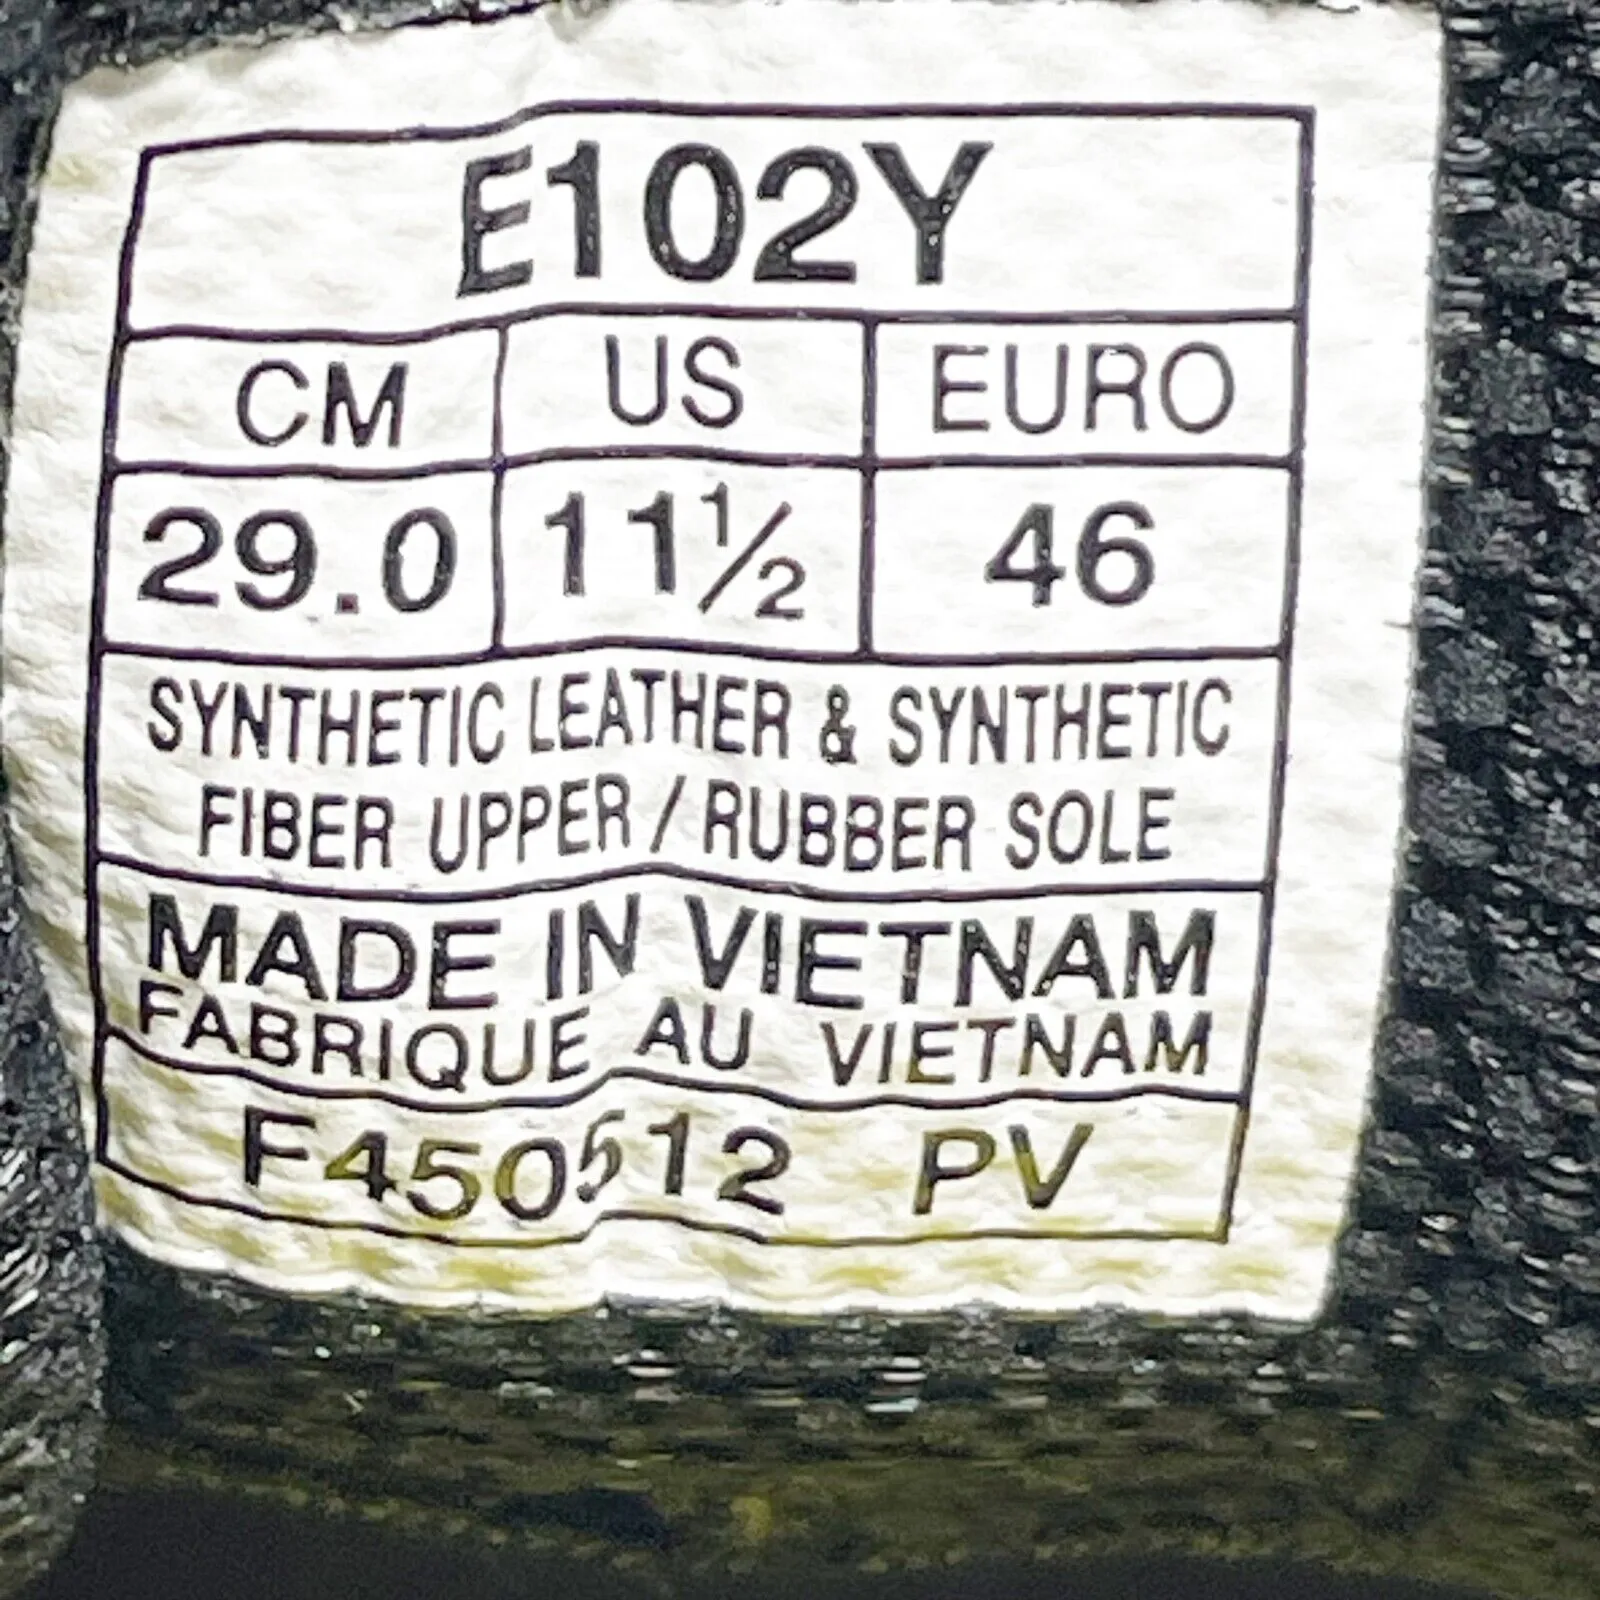 E102Y
CM US EURO
29.0 11½ 46
SYNTHETIC LEATHER & SYNTHETIC
FIBER UPPER / RUBBER SOLE
MADE IN VIETNAM
FABRIQUE AU VIETNAM
F450512 PV